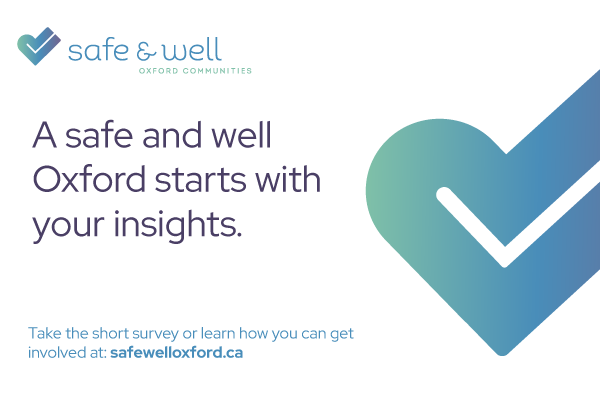 safe & well
OXFORD COMMUNITIES
A safe and well
Oxford starts with
your insights.
Take the short survey or learn how you can get
involved at: safewelloxford.ca